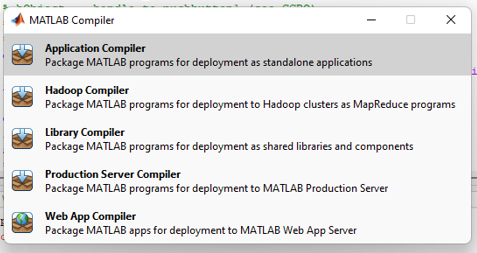 MATLAB Compiler
Application Compiler
Package MATLAB programs for deployment as standalone applications
Hadoop Compiler
Package MATLAB programs for deployment to Hadoop clusters as MapReduce programs
Library Compiler
Package MATLAB programs for deployment as shared libraries and components
Production Server Compiler
Package MATLAB programs for deployment to MATLAB Production Server
Web App Compiler
Package MATLAB apps for deployment to MATLAB Web App Server